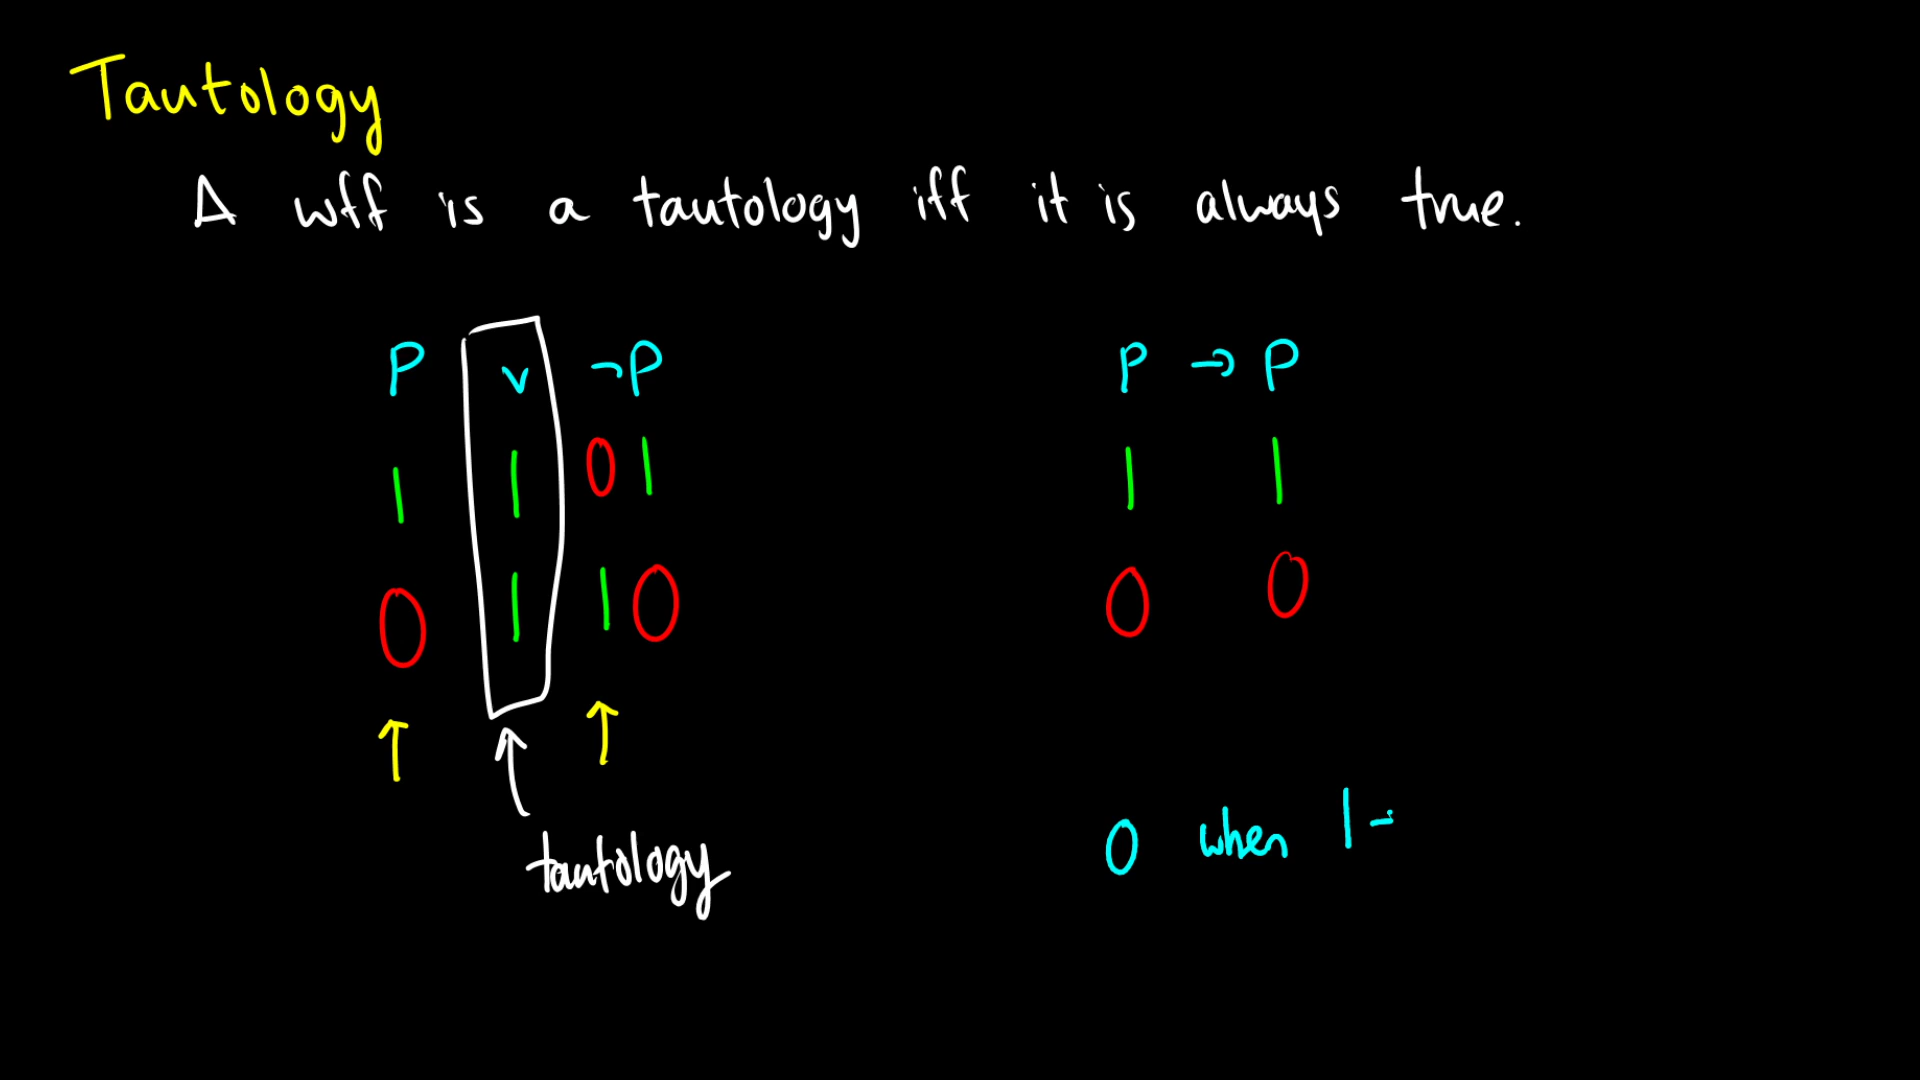 Tautology
A wff is a tautology iff it is always true.
P ∨ ¬P
1 1 0 1
0 1 1 0
↑ ↑ ↑
tautology
P → P
1 1
0 0
0 when 1 -